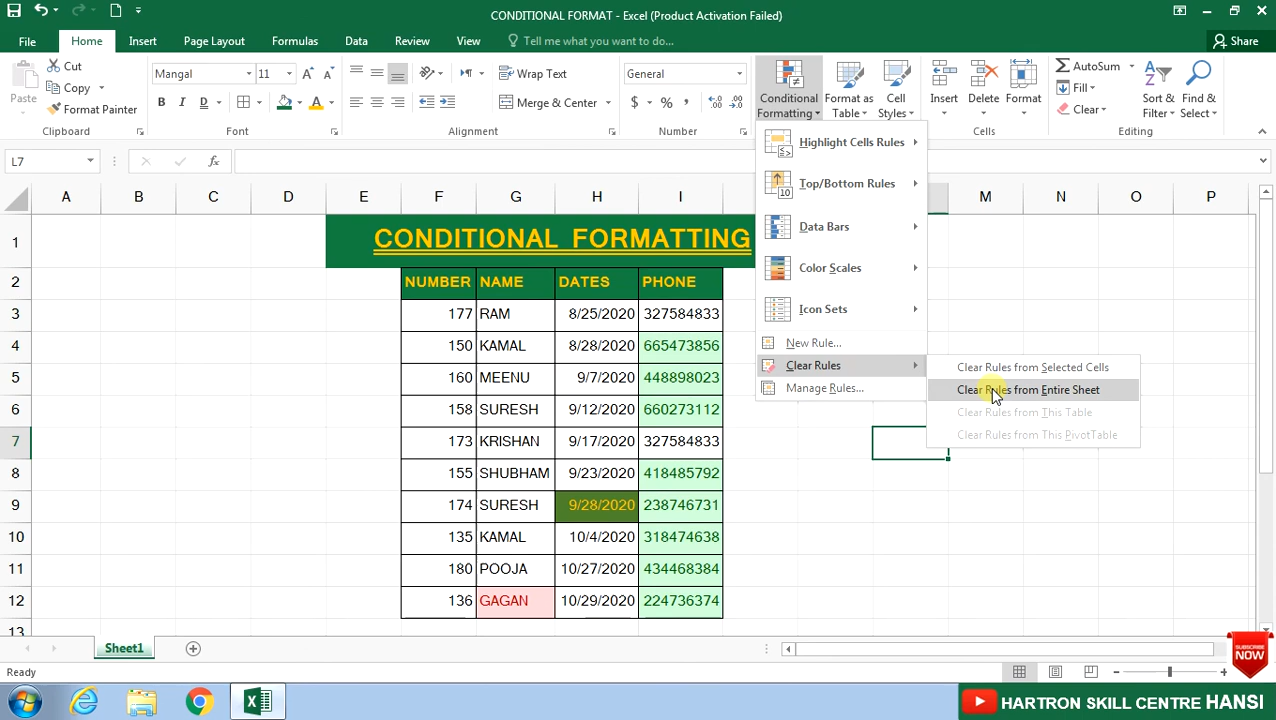 CONDITIONAL FORMAT - Excel (Product Activation Failed)
File Home Insert Page Layout Formulas Data Review View Tell me what you want to do... Share
Paste
Cut
Copy
Format Painter
Clipboard
Mangal 11
B I D
Font
Wrap Text
Merge & Center
Alignment
General
$ % ,
Number
Conditional Formatting
Format as Table
Cell Styles
Insert Delete Format
Cells
AutoSum
Fill
Clear
Sort & Filter
Find & Select
Editing
L7 fx
Highlight Cells Rules
Top/Bottom Rules
Data Bars
Color Scales
Icon Sets
New Rule...
Clear Rules
Manage Rules...
Clear Rules from Selected Cells
Clear Rules from Entire Sheet
Clear Rules from This Table
Clear Rules from This PivotTable
A B C D E F G H I M N O P
1 CONDITIONAL FORMATTING
2 NUMBER NAME DATES PHONE
3 177 RAM 8/25/2020 327584833
4 150 KAMAL 8/28/2020 665473856
5 160 MEENU 9/7/2020 448898023
6 158 SURESH 9/12/2020 660273112
7 173 KRISHAN 9/17/2020 327584833
8 155 SHUBHAM 9/23/2020 418485792
9 174 SURESH 9/28/2020 238746731
10 135 KAMAL 10/4/2020 318474638
11 180 POOJA 10/27/2020 434468384
12 136 GAGAN 10/29/2020 224736374
13
Sheet1
Ready
SUBSCRIBE
NOW
HARTRON SKILL CENTRE HANSI